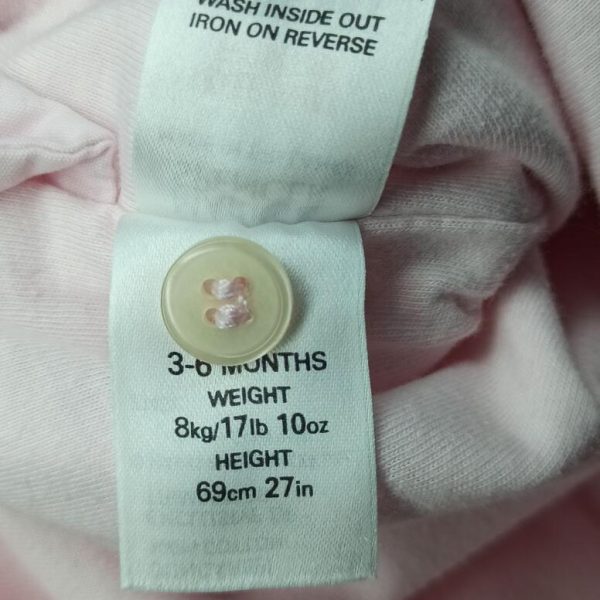 WASH INSIDE OUT
IRON ON REVERSE
3-6 MONTHS
WEIGHT
8kg/17lb 10oz
HEIGHT
69cm 27in